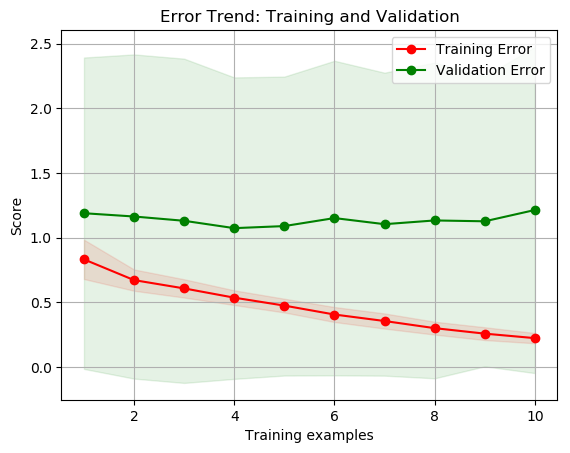 Error Trend: Training and Validation
Training Error
Validation Error
Score
2.5
2.0
1.5
1.0
0.5
0.0
2
4
6
8
10
Training examples